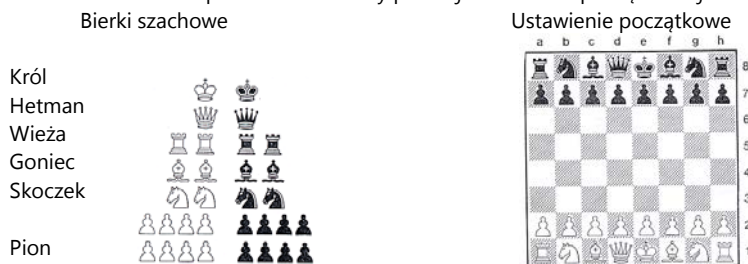 Bierki szachowe
Ustawienie początkowe
Król
Hetman
Wieża
Goniec
Skoczek
Pion
a b c d e f g h
8
7
6
5
4
3
2
1